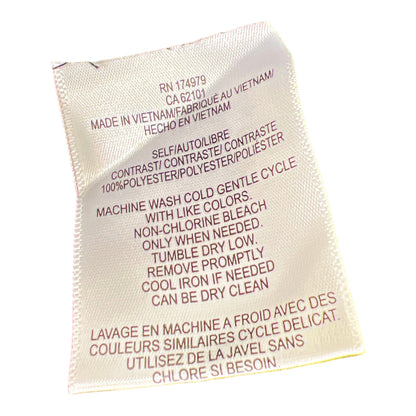 RN 174979
CA 62101
MADE IN VIETNAM/FABRIQUÉ AU VIETNAM/
HECHO EN VIETNAM
SELF/AUTO/LIBRE
CONTRAST/ CONTRASTE/ CONTRASTE
100%POLYESTER/POLYESTER/POLIÉSTER
MACHINE WASH COLD GENTLE CYCLE
WITH LIKE COLORS.
NON-CHLORINE BLEACH
ONLY WHEN NEEDED.
TUMBLE DRY LOW.
REMOVE PROMPTLY
COOL IRON IF NEEDED
CAN BE DRY CLEAN
LAVAGE EN MACHINE A FROID AVEC DES
COULEURS SIMILAIRES CYCLE DELICAT.
UTILISEZ DE LA JAVEL SANS
CHLORE SI BESOIN.